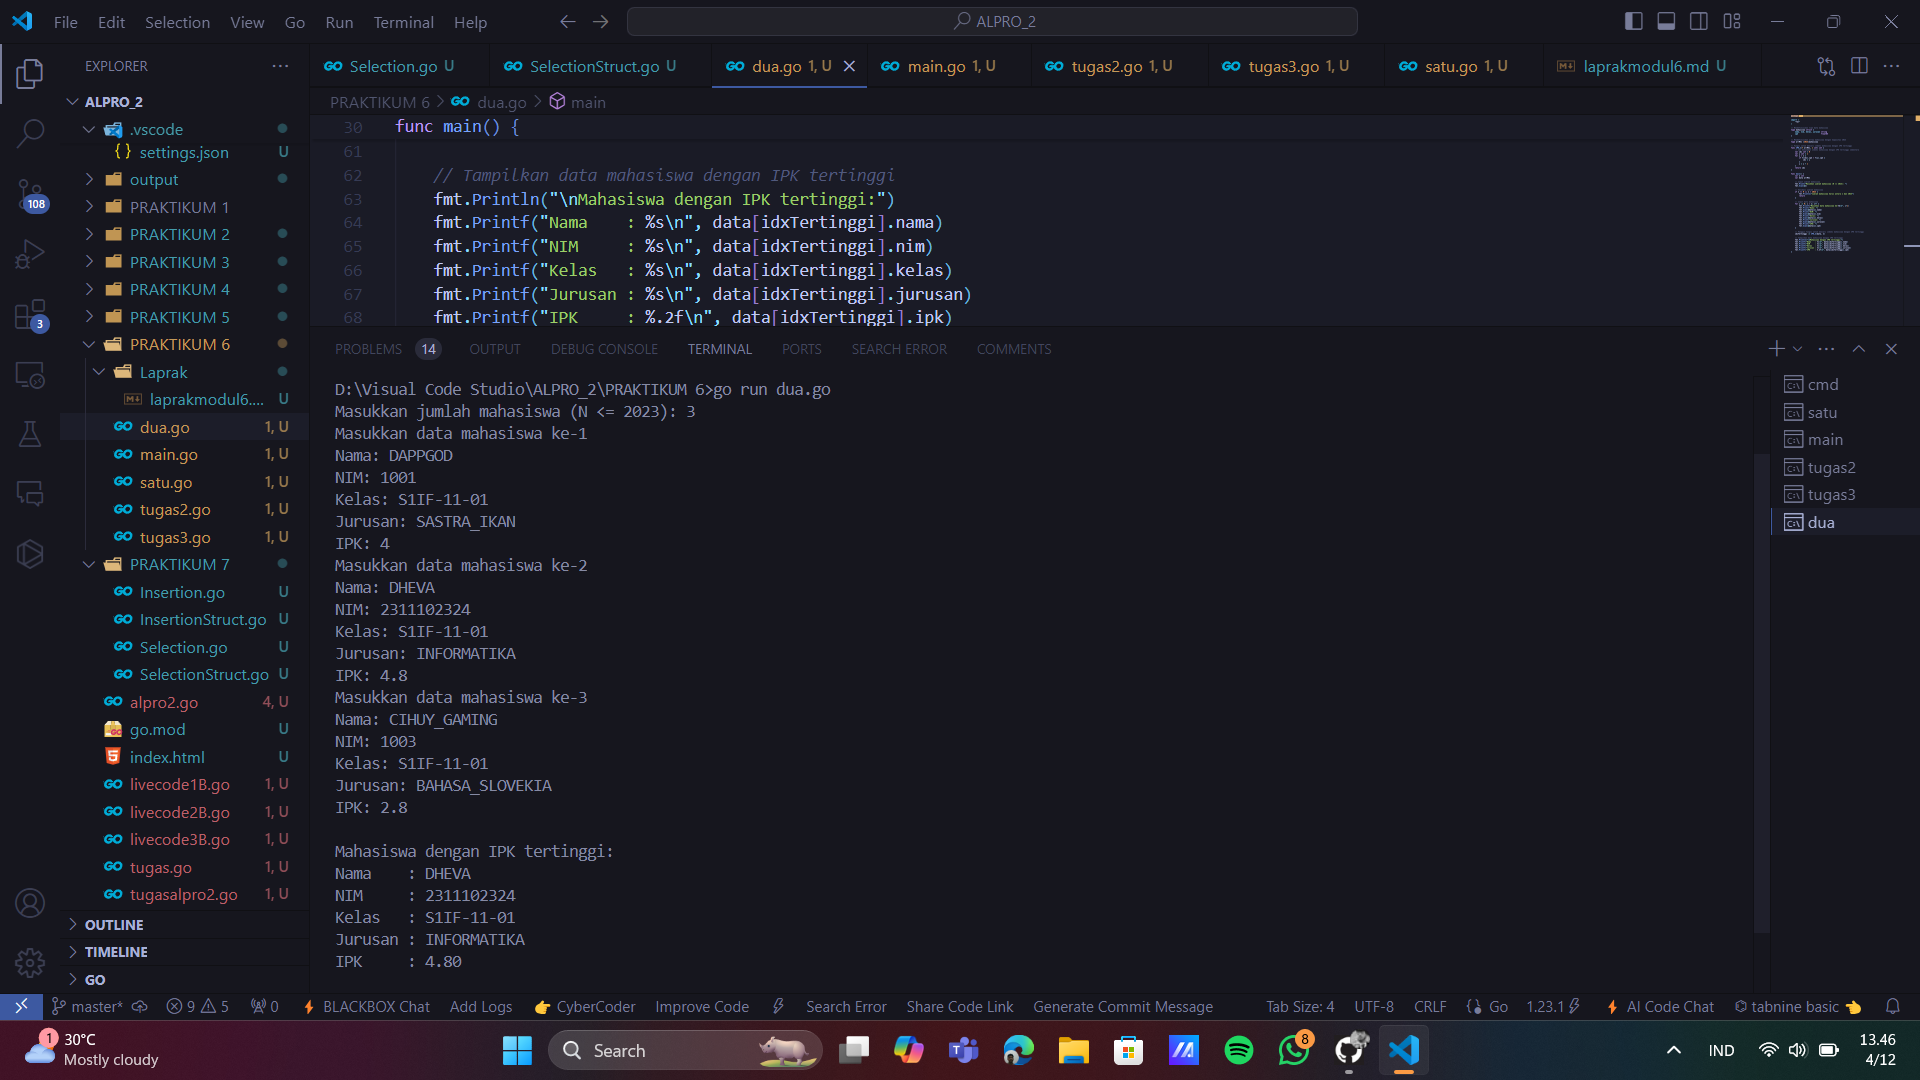 File Edit Selection View Go Run Terminal Help
ALPRO_2
EXPLORER
ALPRO_2
.vscode
{} settings.json U
output
PRAKTIKUM 1
PRAKTIKUM 2
PRAKTIKUM 3
PRAKTIKUM 4
PRAKTIKUM 5
PRAKTIKUM 6
Laprak
laprakmodul6.... U
dua.go 1, U
main.go 1, U
satu.go 1, U
tugas2.go 1, U
tugas3.go 1, U
PRAKTIKUM 7
Insertion.go U
InsertionStruct.go U
Selection.go U
SelectionStruct.go U
alpro2.go 4, U
go.mod U
index.html U
livecode1B.go 1, U
livecode2B.go 1, U
livecode3B.go 1, U
tugas.go 1, U
tugasalpro2.go 1, U
OUTLINE
TIMELINE
GO
108
3
Selection.go U SelectionStruct.go U dua.go 1, U main.go 1, U tugas2.go 1, U tugas3.go 1, U satu.go 1, U laprakmodul6.md U
PRAKTIKUM 6 > dua.go > main
30 func main() {
61
62 // Tampilkan data mahasiswa dengan IPK tertinggi
63 fmt.Println("\nMahasiswa dengan IPK tertinggi:")
64 fmt.Printf("Nama    : %s\n", data[idxTertinggi].nama)
65 fmt.Printf("NIM     : %s\n", data[idxTertinggi].nim)
66 fmt.Printf("Kelas   : %s\n", data[idxTertinggi].kelas)
67 fmt.Printf("Jurusan : %s\n", data[idxTertinggi].jurusan)
68 fmt.Printf("IPK     : %.2f\n", data[idxTertinggi].ipk)
PROBLEMS 14 OUTPUT DEBUG CONSOLE TERMINAL PORTS SEARCH ERROR COMMENTS
D:\Visual Code Studio\ALPRO_2\PRAKTIKUM 6>go run dua.go
Masukkan jumlah mahasiswa (N <= 2023): 3
Masukkan data mahasiswa ke-1
Nama: DAPPGOD
NIM: 1001
Kelas: S1IF-11-01
Jurusan: SASTRA_IKAN
IPK: 4
Masukkan data mahasiswa ke-2
Nama: DHEVA
NIM: 2311102324
Kelas: S1IF-11-01
Jurusan: INFORMATIKA
IPK: 4.8
Masukkan data mahasiswa ke-3
Nama: CIHUY_GAMING
NIM: 1003
Kelas: S1IF-11-01
Jurusan: BAHASA_SLOVEKIA
IPK: 2.8
Mahasiswa dengan IPK tertinggi:
Nama    : DHEVA
NIM     : 2311102324
Kelas   : S1IF-11-01
Jurusan : INFORMATIKA
IPK     : 4.80
cmd
satu
main
tugas2
tugas3
dua
master* 9 5 0 BLACKBOX Chat Add Logs CyberCoder Improve Code Search Error Share Code Link Generate Commit Message Tab Size: 4 UTF-8 CRLF {} Go 1.23.1 AI Code Chat tabnine basic
1
30°C
Mostly cloudy
Search
8
IND
13.46
4/12